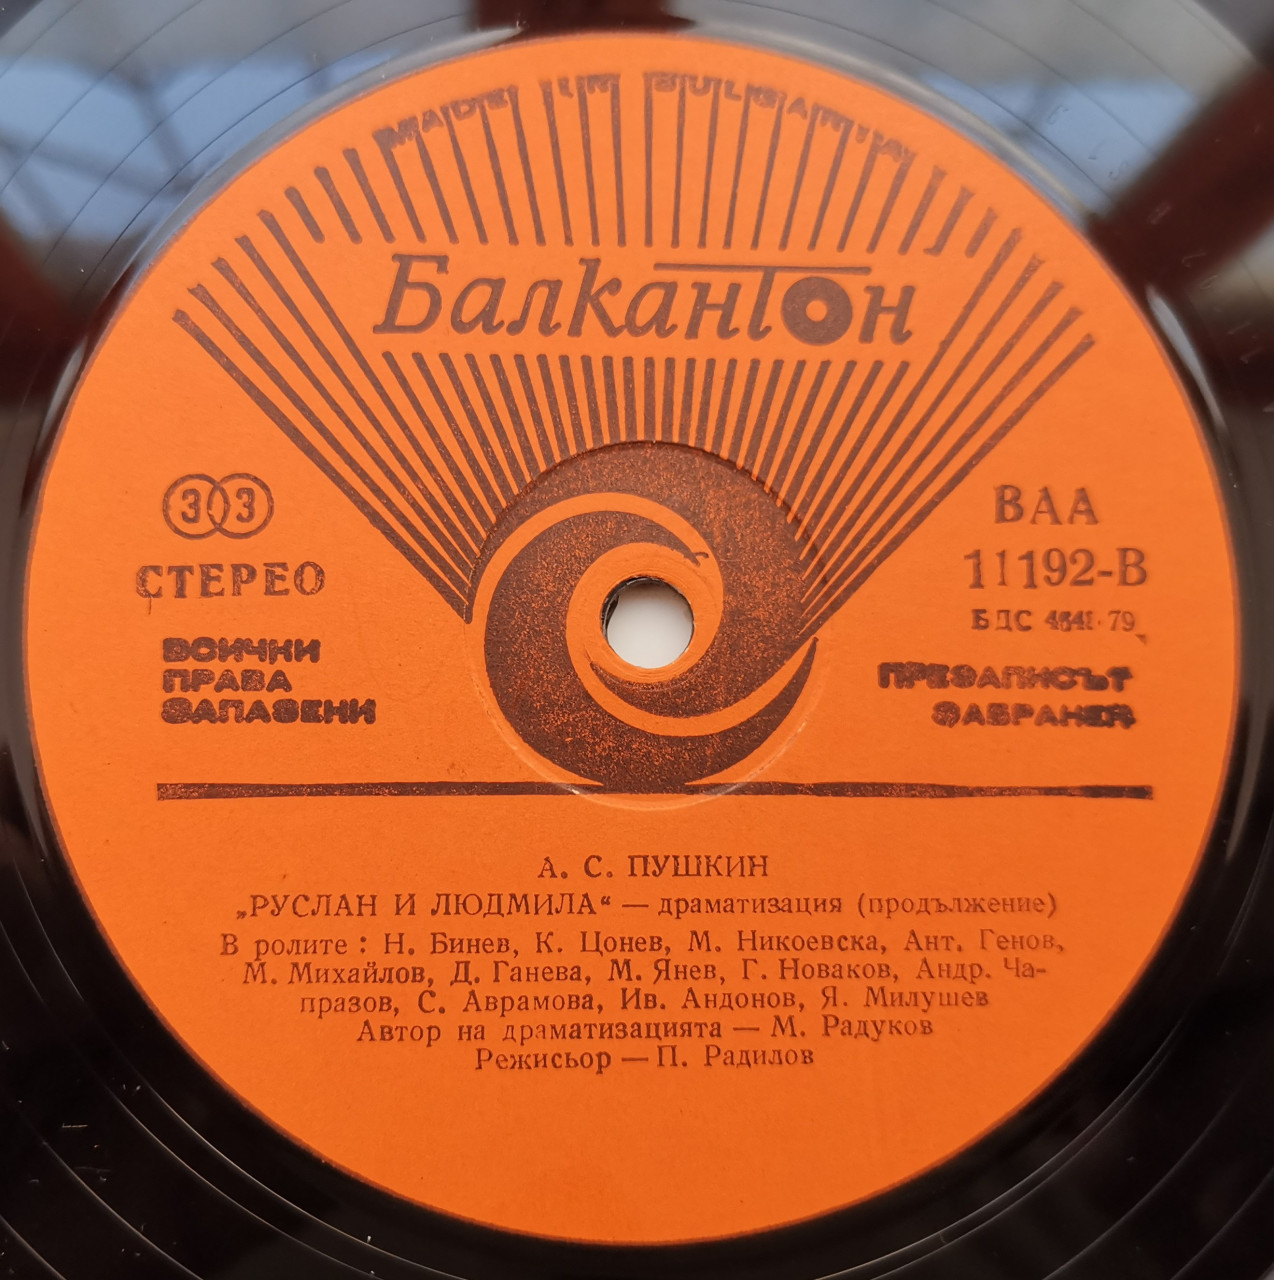 MADE IN BULGARIA
Балкантон
33
СТЕРЕО
ВСИЧКИ
ПРАВА
ЗАПАЗЕНИ
ВАА
11192-В
БДС 4641·79
ПРЕЗАПИСЪТ
ЗАБРАНЕН
А. С. ПУШКИН
„РУСЛАН И ЛЮДМИЛА“ — драматизация (продължение)
В ролите : Н. Бинев, К. Цонев, М. Никоевска, Ант. Генов,
М. Михайлов, Д. Ганева, М. Янев, Г. Новаков, Андр. Ча-
празов, С. Аврамова, Ив. Андонов, Я. Милушев
Автор на драматизацията — М. Радуков
Режисьор — П. Радилов